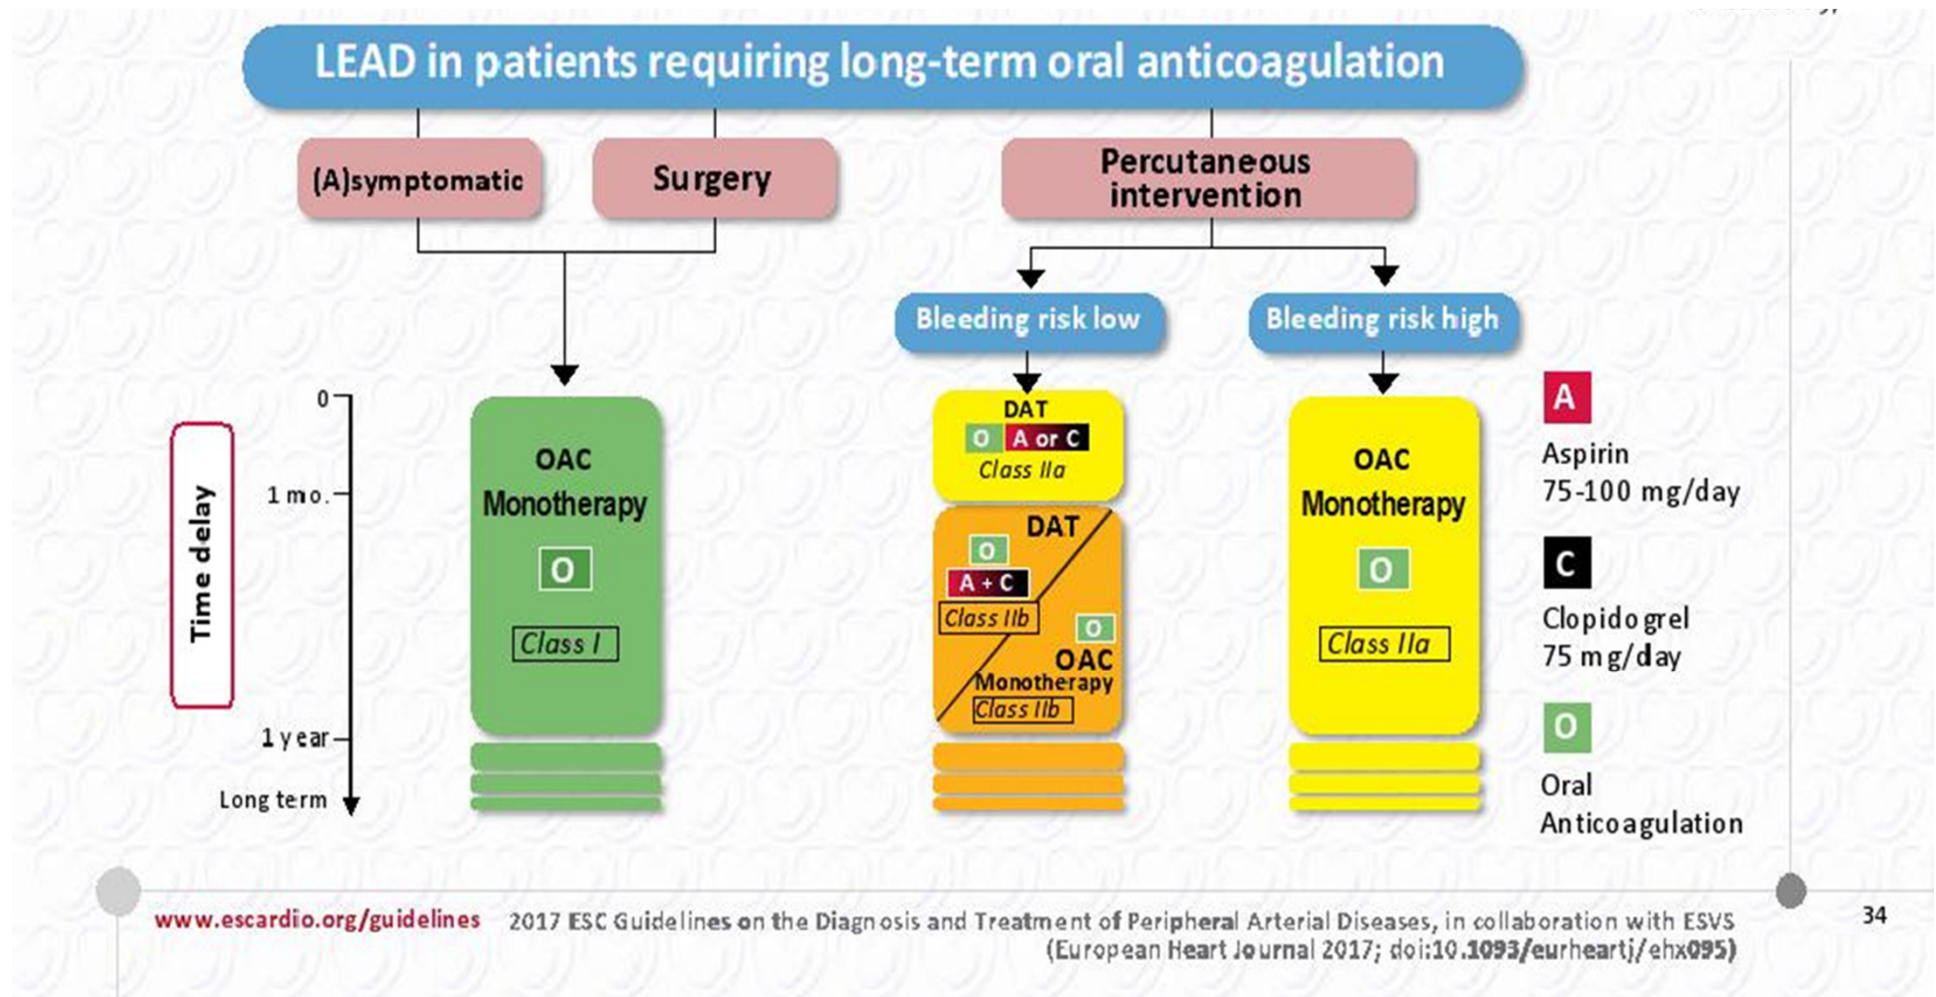 LEAD in patients requiring long-term oral anticoagulation
(A)symptomatic
Surgery
Percutaneous
intervention
Bleeding risk low
Bleeding risk high
Time delay
0
1 mo.
1 year
Long term
OAC
Monotherapy
O
Class I
DAT
O A or C
Class IIa
DAT
O
A + C
Class IIb
O
OAC
Monotherapy
Class IIb
OAC
Monotherapy
O
Class IIa
A
Aspirin
75-100 mg/day
C
Clopidogrel
75 mg/day
O
Oral
Anticoagulation
www.escardio.org/guidelines
2017 ESC Guidelines on the Diagnosis and Treatment of Peripheral Arterial Diseases, in collaboration with ESVS
(European Heart Journal 2017; doi:10.1093/eurheartj/ehx095)
34